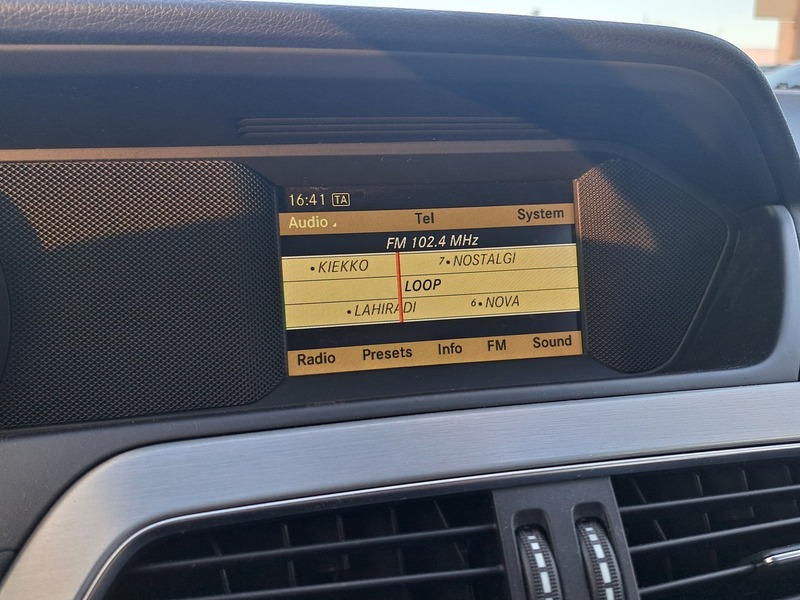 16:41 TA
Audio Tel System
FM 102.4 MHz
• KIEKKO 7• NOSTALGI
LOOP
• LAHIRADI 6• NOVA
Radio Presets Info FM Sound